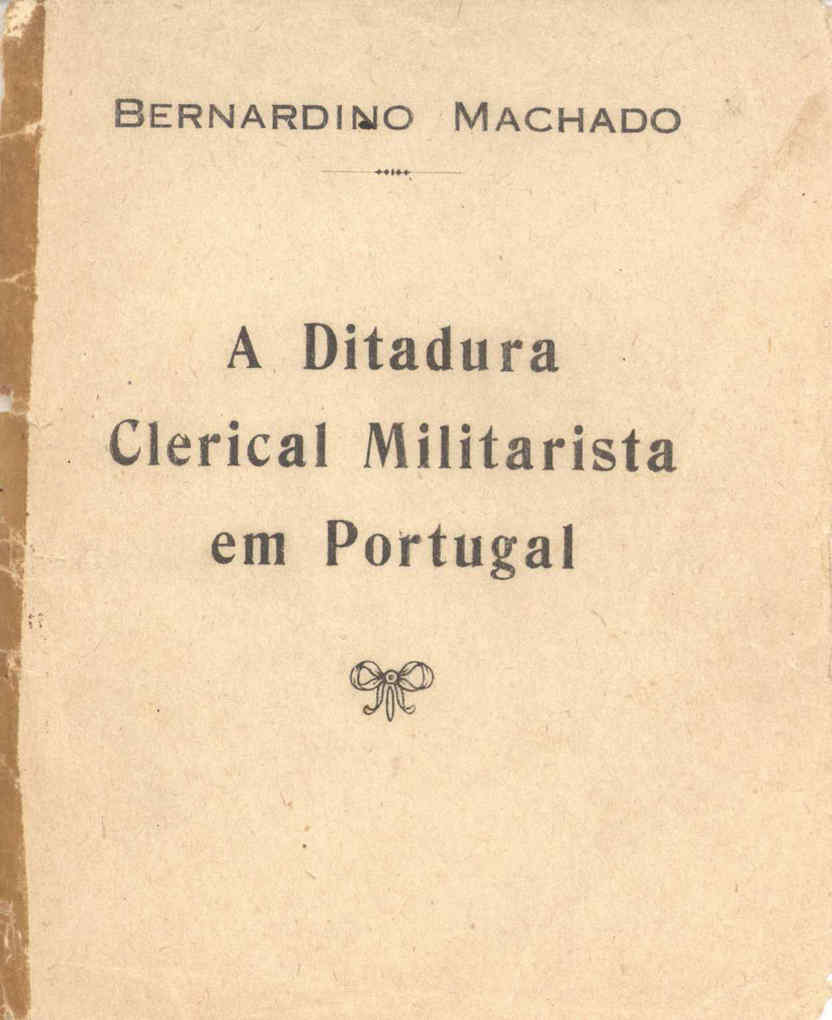 BERNARDINO MACHADO
A Ditadura
Clerical Militarista
em Portugal